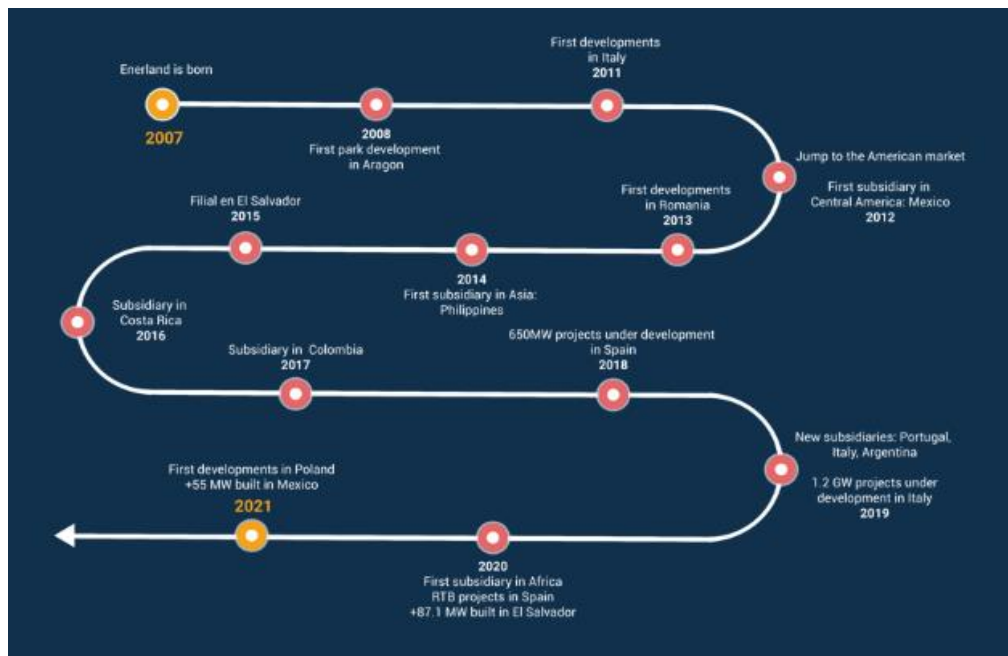 Enerland is born
2007
2008
First park development
in Aragon
First developments
in Italy
2011
Jump to the American market
First subsidiary in
Central America: Mexico
2012
First developments
in Romania
2013
2014
First subsidiary in Asia:
Philippines
Filial en El Salvador
2015
Subsidiary in
Costa Rica
2016
Subsidiary in Colombia
2017
650MW projects under development
in Spain
2018
New subsidiaries: Portugal,
Italy, Argentina
1.2 GW projects under
development in Italy
2019
2020
First subsidiary in Africa
RTB projects in Spain
+87.1 MW built in El Salvador
First developments in Poland
+55 MW built in Mexico
2021